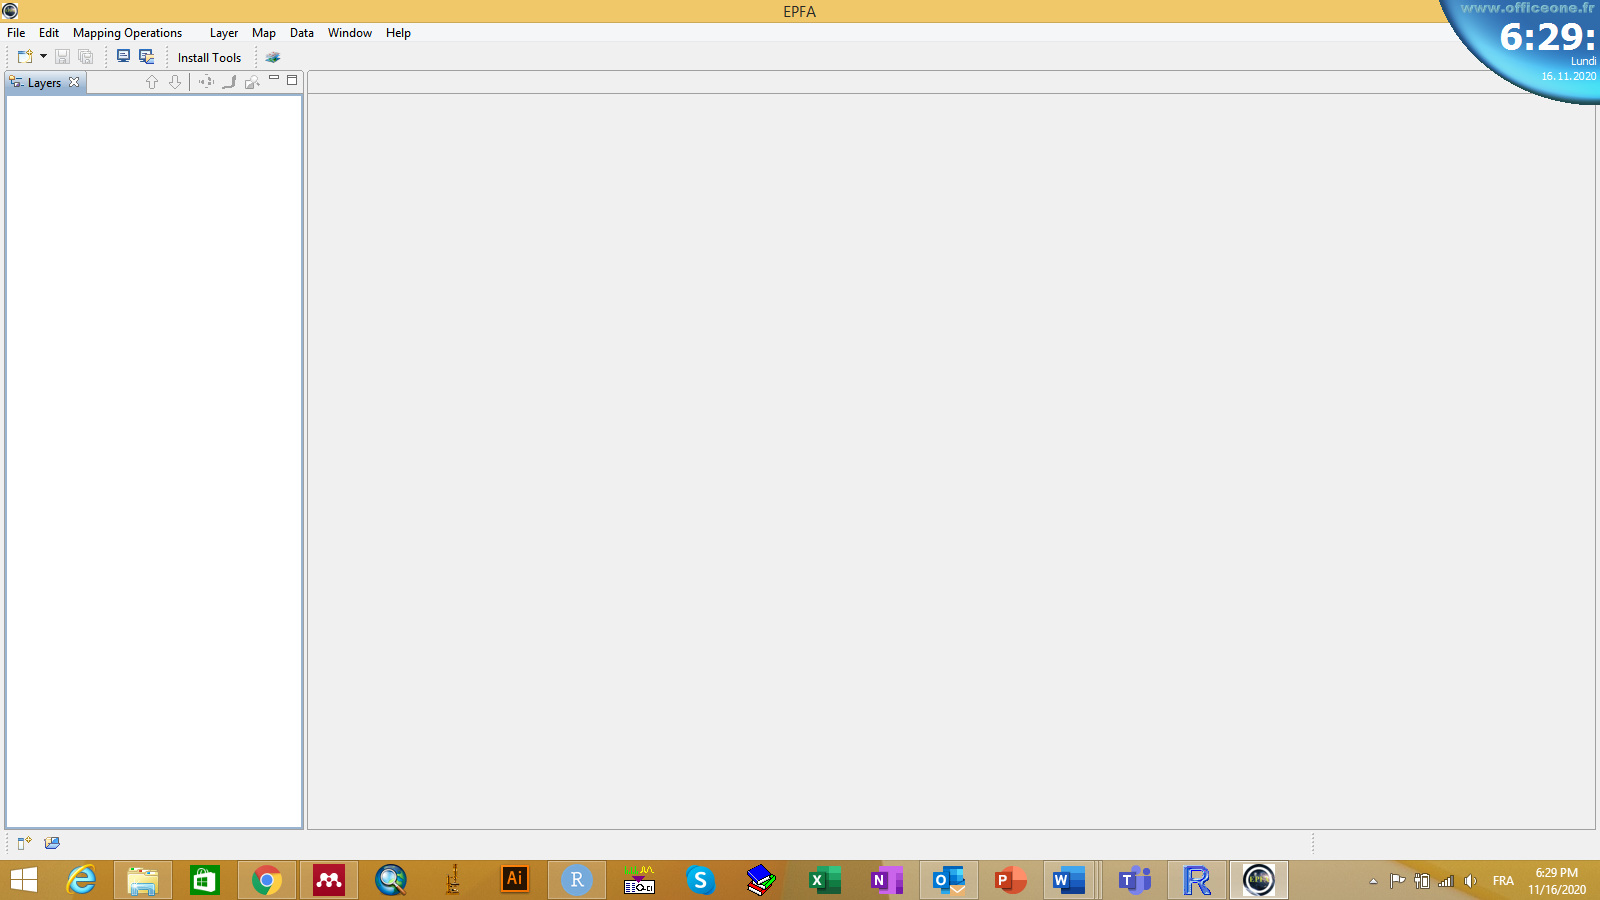 EPFA
www.officeone.fr
6:29:
Lundi
16.11.2020
File Edit Mapping Operations Layer Map Data Window Help
Install Tools
Layers
Ai
R
S
X
N
O
P
W
T
R
FRA
6:29 PM
11/16/2020